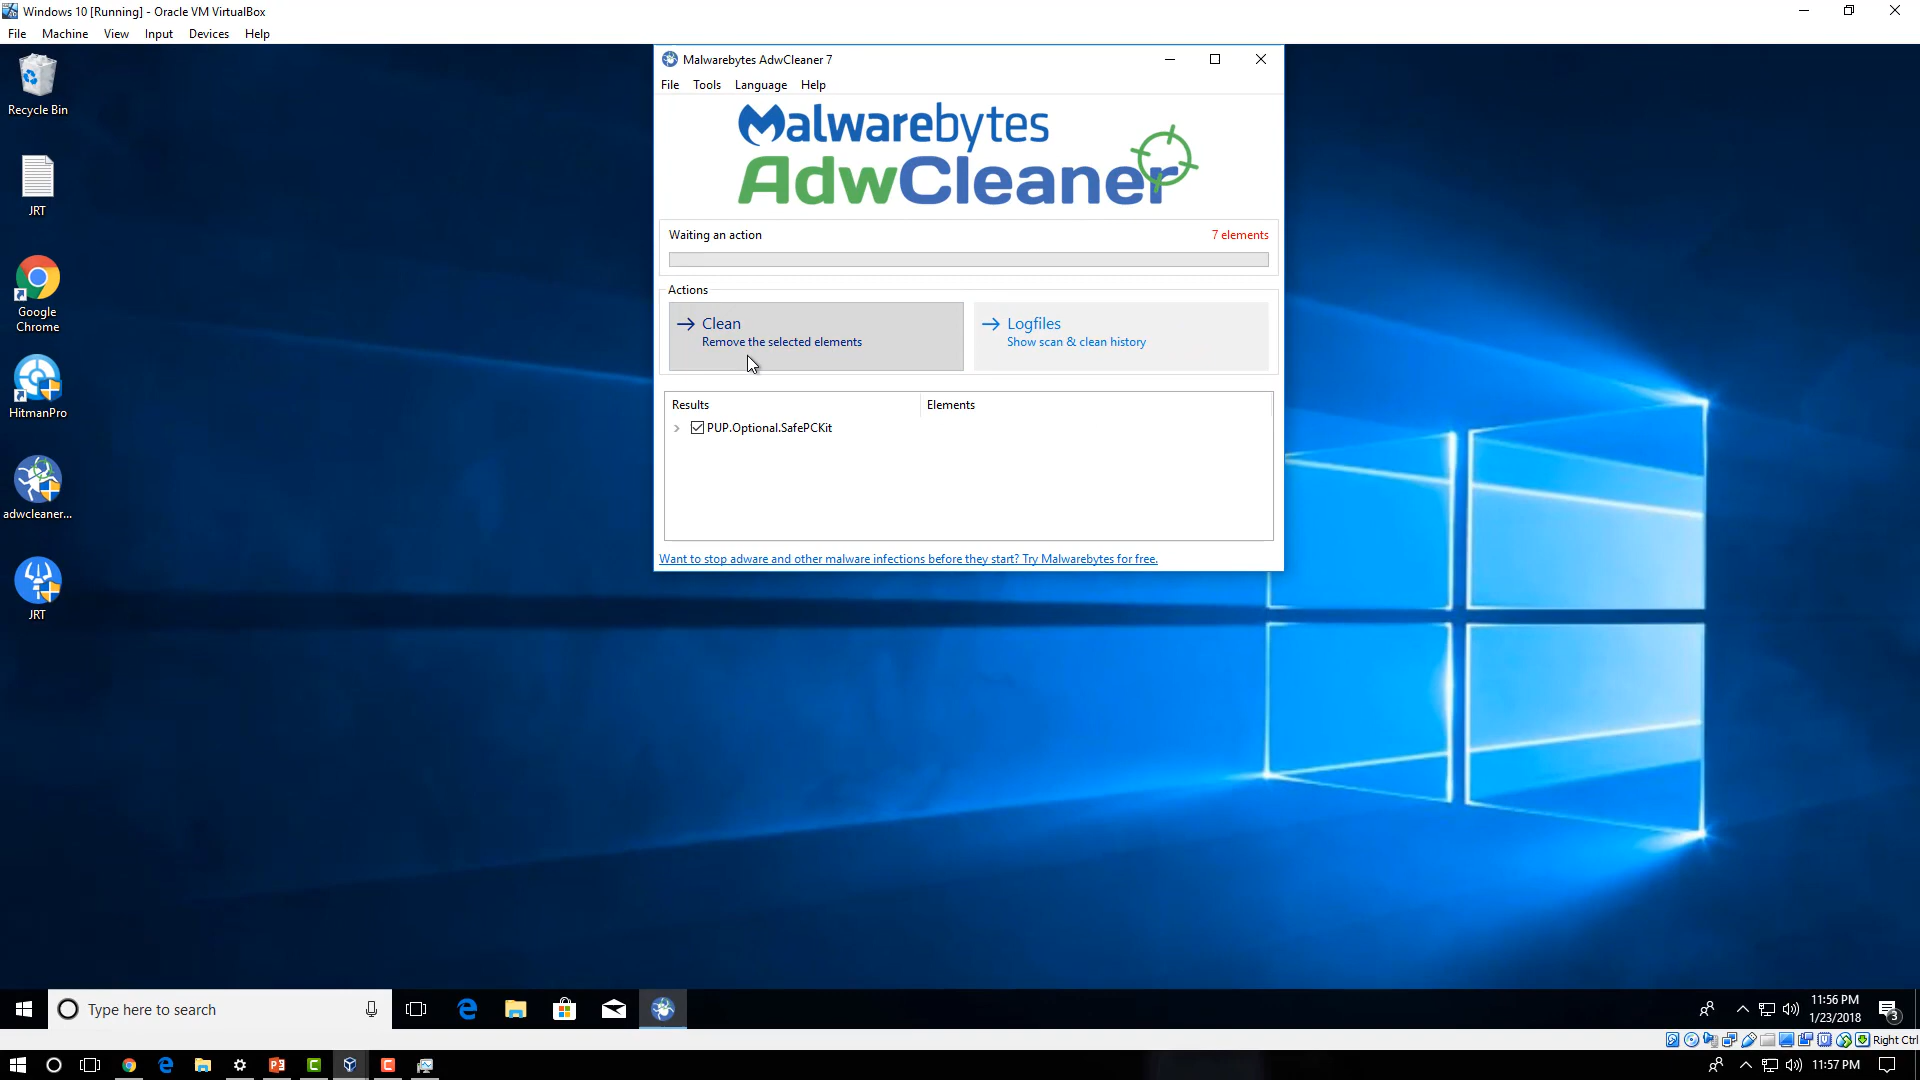 Windows 10 [Running] - Oracle VM VirtualBox
File Machine View Input Devices Help
Recycle Bin
JRT
Google
Chrome
HitmanPro
adwcleaner...
JRT
Malwarebytes AdwCleaner 7
File Tools Language Help
Malwarebytes
AdwCleaner
Waiting an action 7 elements
Actions
Clean
Remove the selected elements
Logfiles
Show scan & clean history
Results Elements
PUP.Optional.SafePCKit
Want to stop adware and other malware infections before they start? Try Malwarebytes for free.
Type here to search
11:56 PM
1/23/2018
3
Right Ctrl
11:57 PM